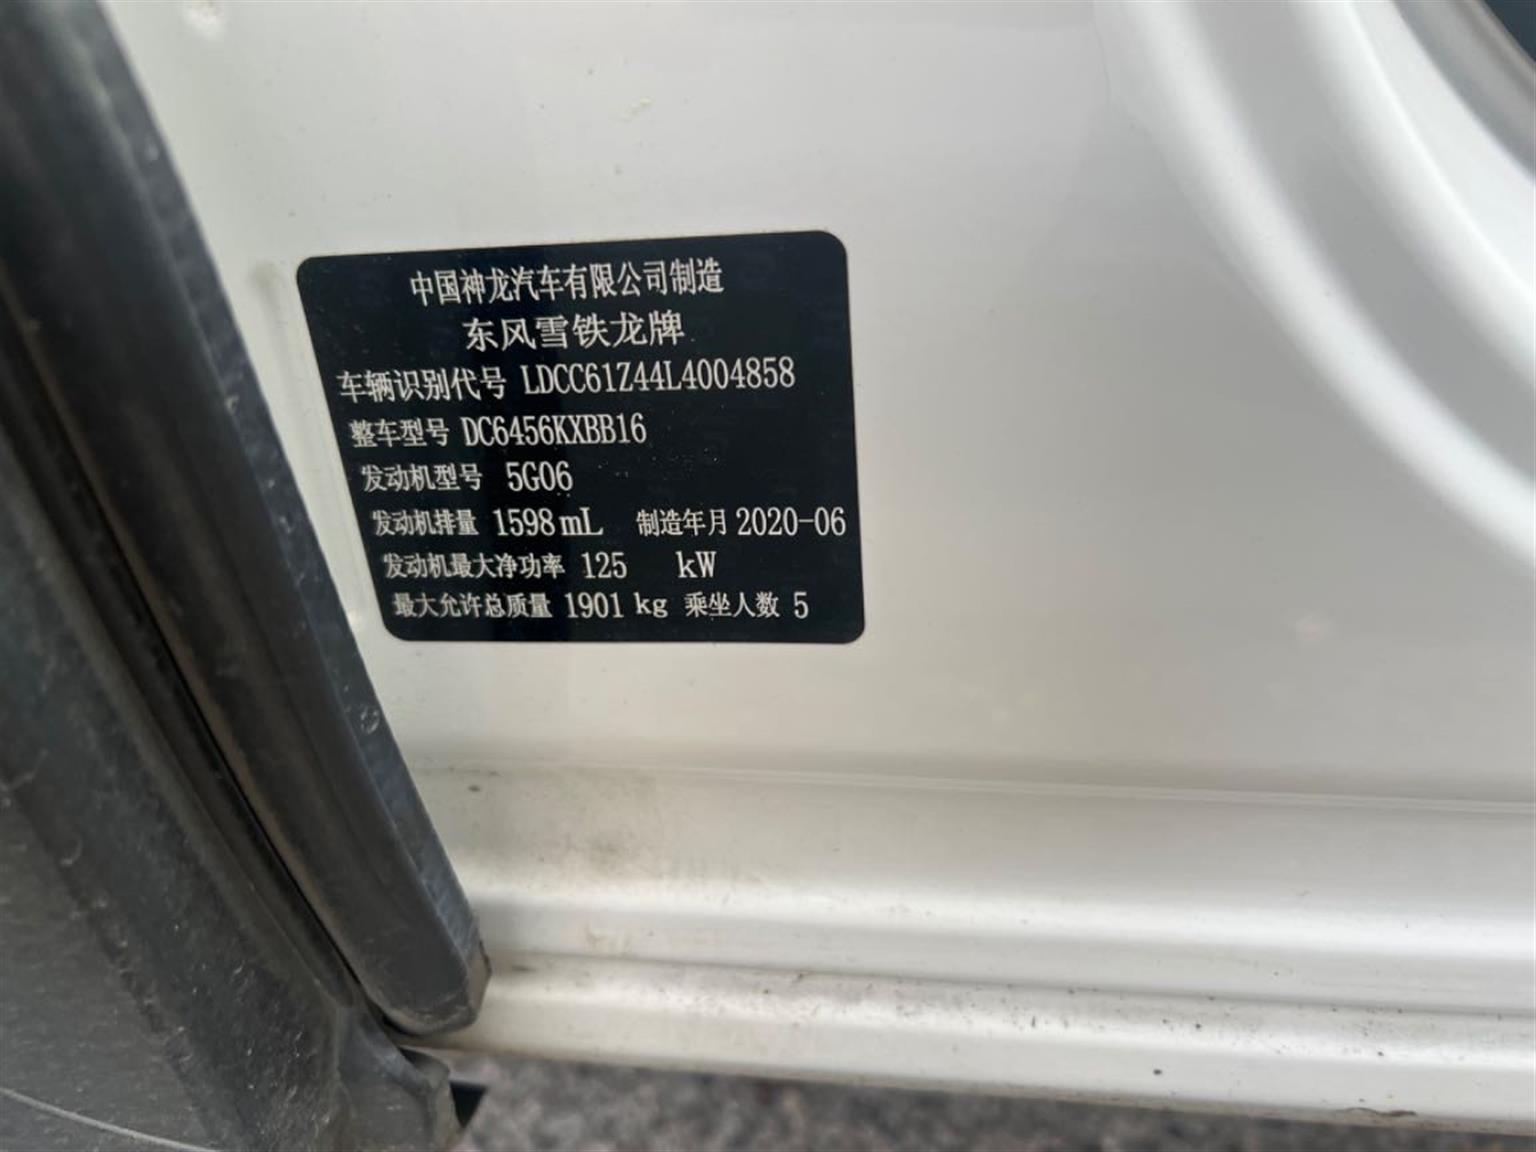 中国神龙汽车有限公司制造
东风雪铁龙牌
车辆识别代号 LDCC61Z44L4004858
整车型号 DC6456KXBB16
发动机型号 5G06
发动机排量 1598mL 制造年月 2020-06
发动机最大净功率 125 kW
最大允许总质量 1901 kg 乘坐人数 5